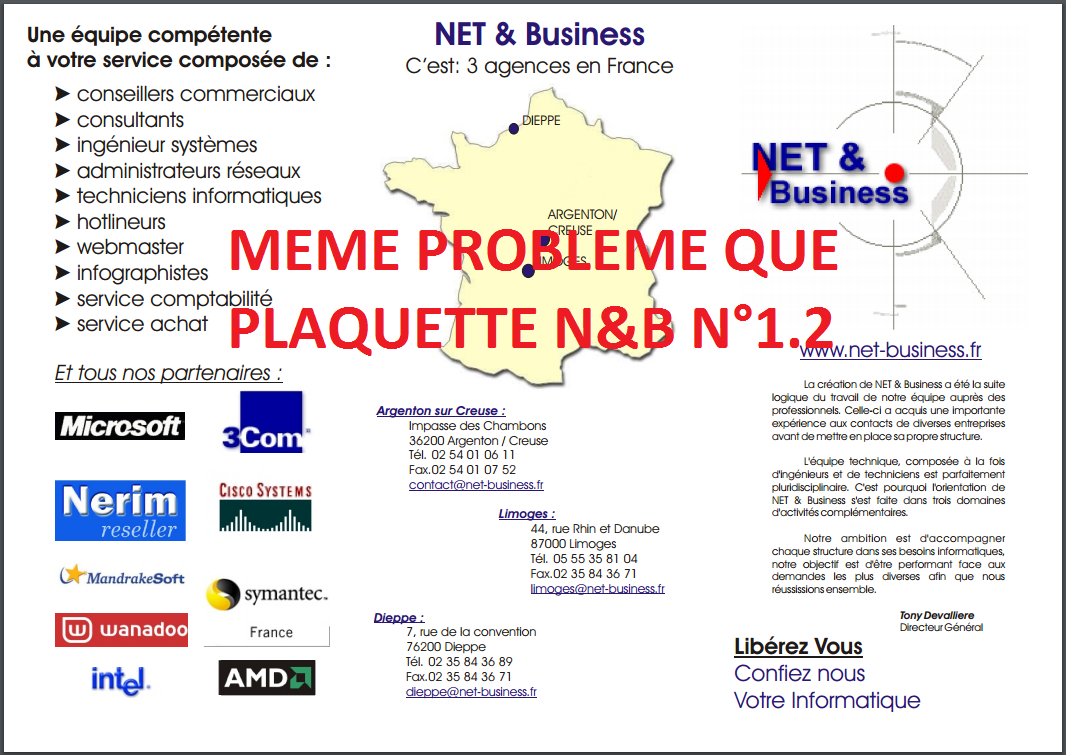 Une équipe compétente
à votre service composée de :
➤ conseillers commerciaux
➤ consultants
➤ ingénieur systèmes
➤ administrateurs réseaux
➤ techniciens informatiques
➤ hotlineurs
➤ webmaster
➤ infographistes
➤ service comptabilité
➤ service achat
Et tous nos partenaires :
Microsoft
3Com
Nerim
reseller
CISCO SYSTEMS
MandrakeSoft
symantec.
France
wanadoo
intel.
AMD
NET & Business
C'est: 3 agences en France
DIEPPE
ARGENTON/
CREUSE
LIMOGES
MEME PROBLEME QUE
PLAQUETTE N&B N°1.2
Argenton sur Creuse :
Impasse des Chambons
36200 Argenton / Creuse
Tél. 02 54 01 06 11
Fax.02 54 01 07 52
contact@net-business.fr
Limoges :
44, rue Rhin et Danube
87000 Limoges
Tél. 05 55 35 81 04
Fax.02 35 84 36 71
limoges@net-business.fr
Dieppe :
7, rue de la convention
76200 Dieppe
Tél. 02 35 84 36 89
Fax.02 35 84 36 71
dieppe@net-business.fr
NET &
Business
www.net-business.fr
La création de NET & Business a été la suite
logique du travail de notre équipe auprès des
professionnels. Celle-ci a acquis une importante
expérience aux contacts de diverses entreprises
avant de mettre en place sa propre structure.
L'équipe technique, composée à la fois
d'ingénieurs et de techniciens est parfaitement
pluridisciplinaire. C'est pourquoi l'orientation de
NET & Business s'est faite dans trois domaines
d'activités complémentaires.
Notre ambition est d'accompagner
chaque structure dans ses besoins informatiques,
notre objectif est d'être performant face aux
demandes les plus diverses afin que nous
réussissions ensemble.
Tony Devalliere
Directeur Général
Libérez Vous
Confiez nous
Votre Informatique